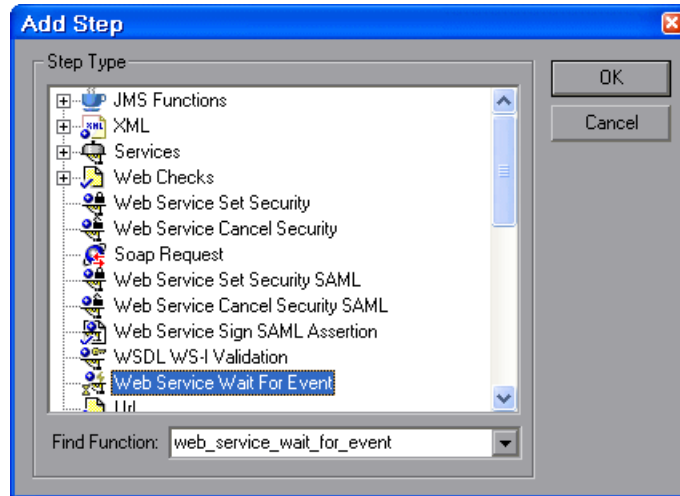 Add Step
Step Type
OK
Cancel
JMS Functions
XML
Services
Web Checks
Web Service Set Security
Web Service Cancel Security
Soap Request
Web Service Set Security SAML
Web Service Cancel Security SAML
Web Service Sign SAML Assertion
WSDL WS-I Validation
Web Service Wait For Event
Url
Find Function: web_service_wait_for_event